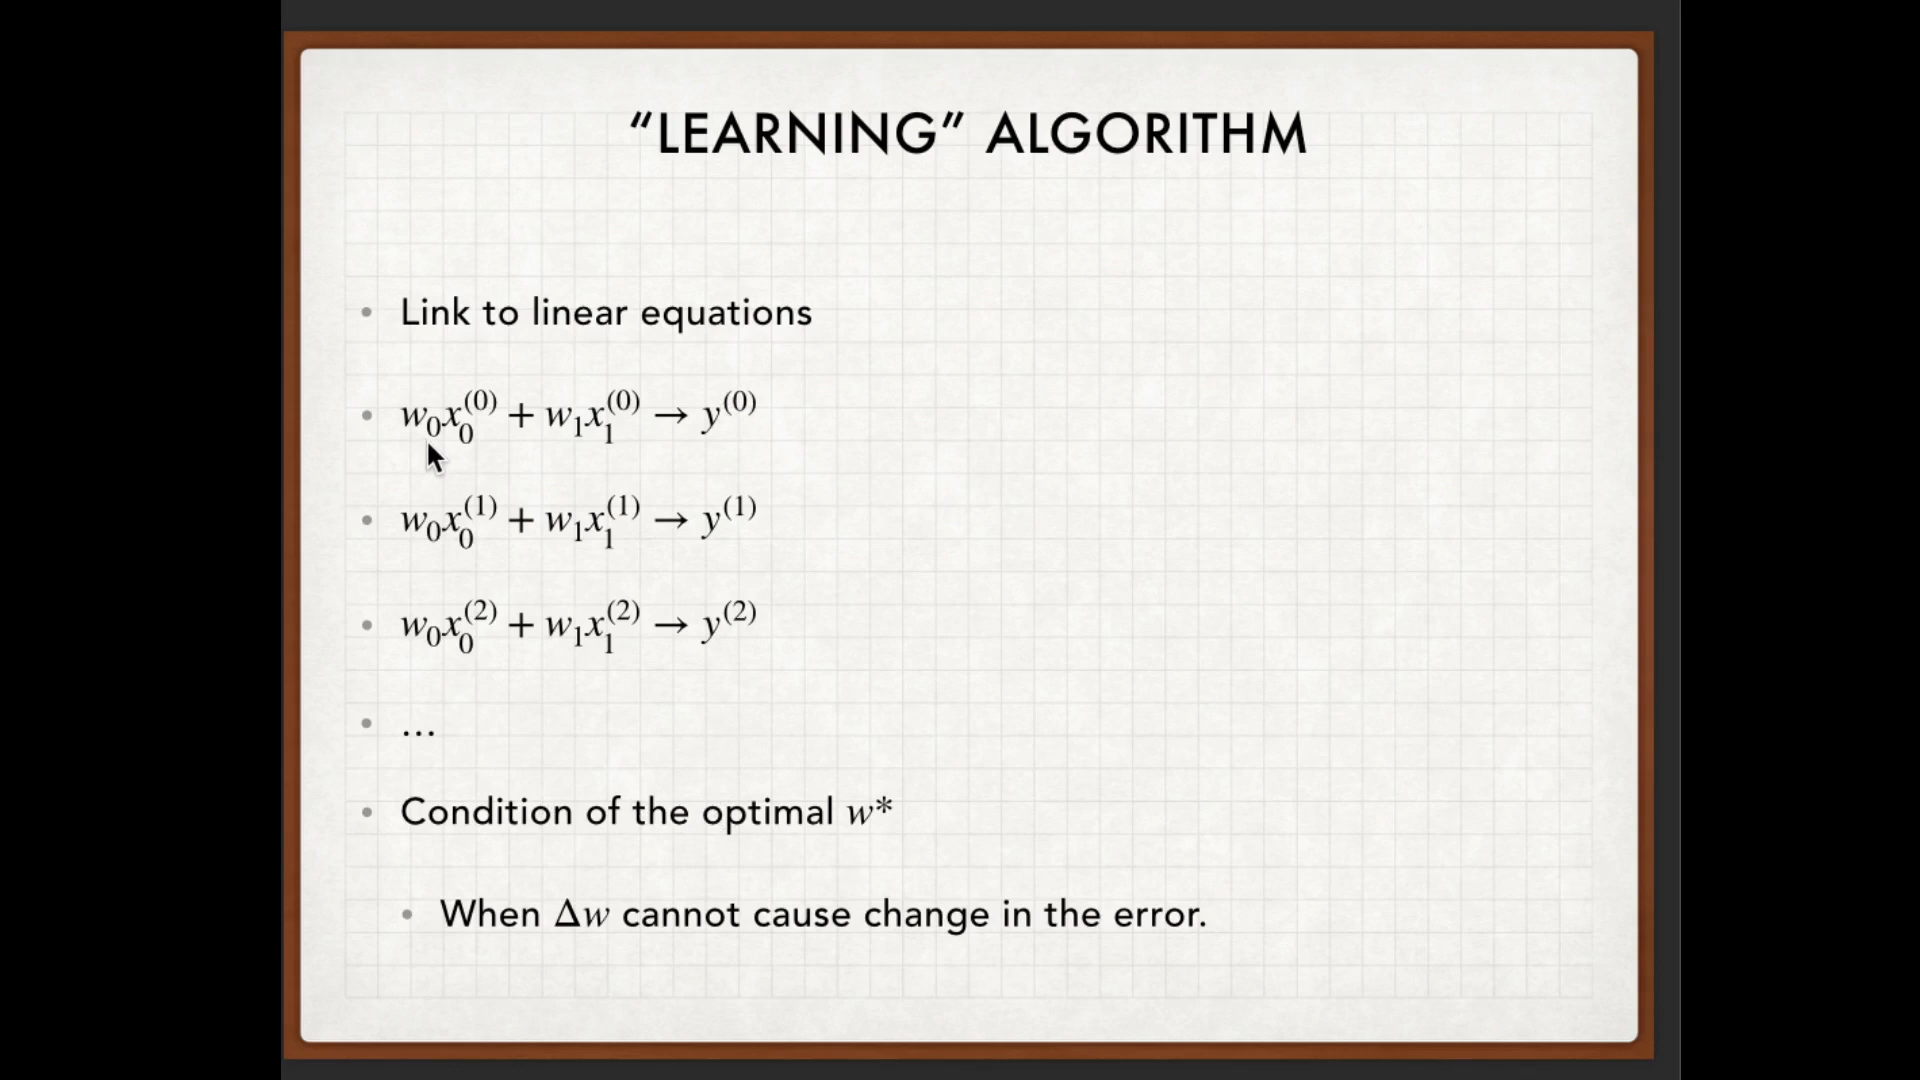 “LEARNING” ALGORITHM
• Link to linear equations
• w₀x₀⁽⁰⁾ + w₁x₁⁽⁰⁾ → y⁽⁰⁾
• w₀x₀⁽¹⁾ + w₁x₁⁽¹⁾ → y⁽¹⁾
• w₀x₀⁽²⁾ + w₁x₁⁽²⁾ → y⁽²⁾
• …
• Condition of the optimal w*
• When Δw cannot cause change in the error.